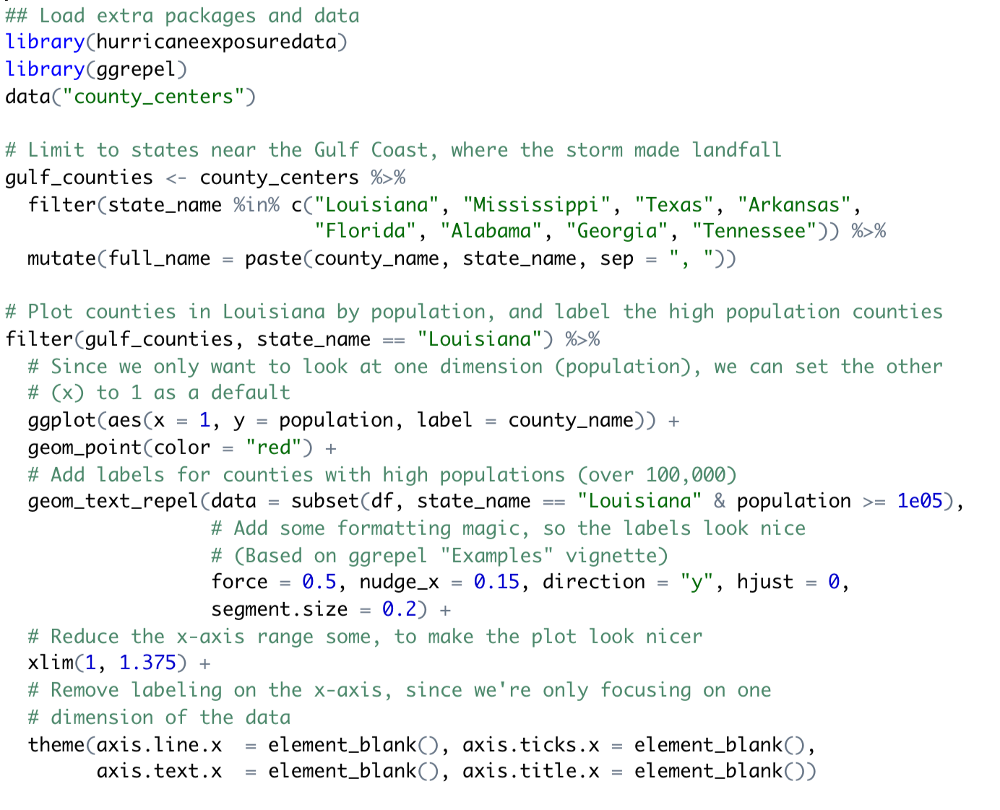 ## Load extra packages and data
library(hurricaneexposuredata)
library(ggrepel)
data("county_centers")

# Limit to states near the Gulf Coast, where the storm made landfall
gulf_counties <- county_centers %>%
  filter(state_name %in% c("Louisiana", "Mississippi", "Texas", "Arkansas",
                           "Florida", "Alabama", "Georgia", "Tennessee")) %>%
  mutate(full_name = paste(county_name, state_name, sep = ", "))

# Plot counties in Louisiana by population, and label the high population counties
filter(gulf_counties, state_name == "Louisiana") %>%
  # Since we only want to look at one dimension (population), we can set the other
  # (x) to 1 as a default
  ggplot(aes(x = 1, y = population, label = county_name)) +
  geom_point(color = "red") +
  # Add labels for counties with high populations (over 100,000)
  geom_text_repel(data = subset(df, state_name == "Louisiana" & population >= 1e05),
                  # Add some formatting magic, so the labels look nice
                  # (Based on ggrepel "Examples" vignette)
                  force = 0.5, nudge_x = 0.15, direction = "y", hjust = 0,
                  segment.size = 0.2) +
  # Reduce the x-axis range some, to make the plot look nicer
  xlim(1, 1.375) +
  # Remove labeling on the x-axis, since we're only focusing on one
  # dimension of the data
  theme(axis.line.x  = element_blank(), axis.ticks.x = element_blank(),
        axis.text.x  = element_blank(), axis.title.x = element_blank())